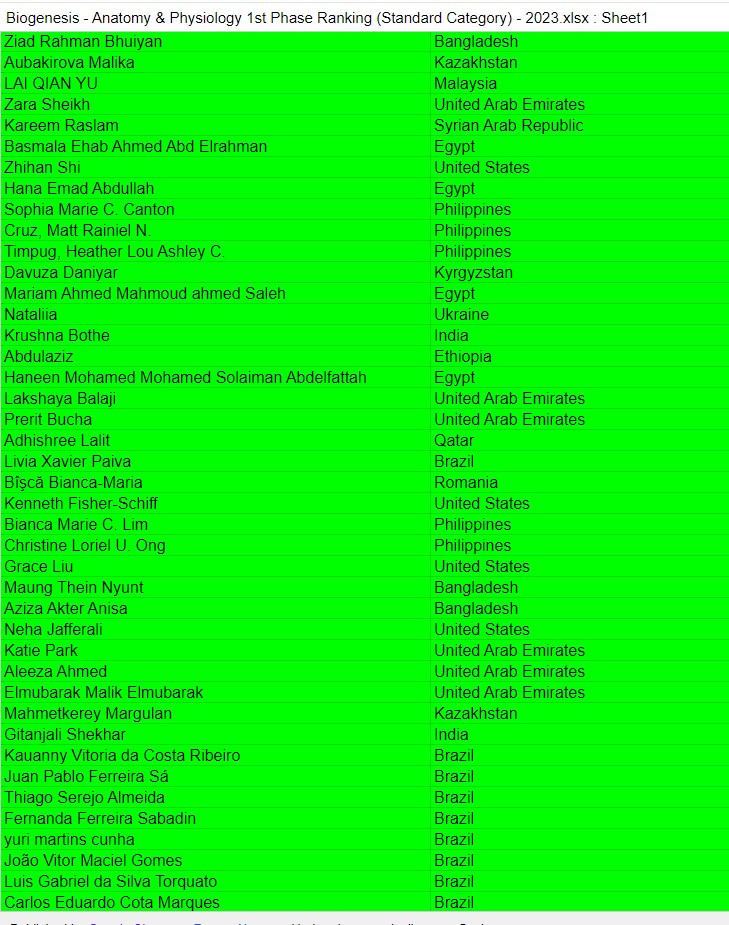 Biogenesis - Anatomy & Physiology 1st Phase Ranking (Standard Category) - 2023.xlsx : Sheet1
Ziad Rahman Bhuiyan Bangladesh
Aubakirova Malika Kazakhstan
LAI QIAN YU Malaysia
Zara Sheikh United Arab Emirates
Kareem Raslam Syrian Arab Republic
Basmala Ehab Ahmed Abd Elrahman Egypt
Zhihan Shi United States
Hana Emad Abdullah Egypt
Sophia Marie C. Canton Philippines
Cruz, Matt Rainiel N. Philippines
Timpug, Heather Lou Ashley C. Philippines
Davuza Daniyar Kyrgyzstan
Mariam Ahmed Mahmoud ahmed Saleh Egypt
Nataliia Ukraine
Krushna Bothe India
Abdulaziz Ethiopia
Haneen Mohamed Mohamed Solaiman Abdelfattah Egypt
Lakshaya Balaji United Arab Emirates
Prerit Bucha United Arab Emirates
Adhishree Lalit Qatar
Livia Xavier Paiva Brazil
Bîșcă Bianca-Maria Romania
Kenneth Fisher-Schiff United States
Bianca Marie C. Lim Philippines
Christine Loriel U. Ong Philippines
Grace Liu United States
Maung Thein Nyunt Bangladesh
Aziza Akter Anisa Bangladesh
Neha Jafferali United States
Katie Park United Arab Emirates
Aleeza Ahmed United Arab Emirates
Elmubarak Malik Elmubarak United Arab Emirates
Mahmetkerey Margulan Kazakhstan
Gitanjali Shekhar India
Kauanny Vitoria da Costa Ribeiro Brazil
Juan Pablo Ferreira Sá Brazil
Thiago Serejo Almeida Brazil
Fernanda Ferreira Sabadin Brazil
yuri martins cunha Brazil
João Vitor Maciel Gomes Brazil
Luis Gabriel da Silva Torquato Brazil
Carlos Eduardo Cota Marques Brazil